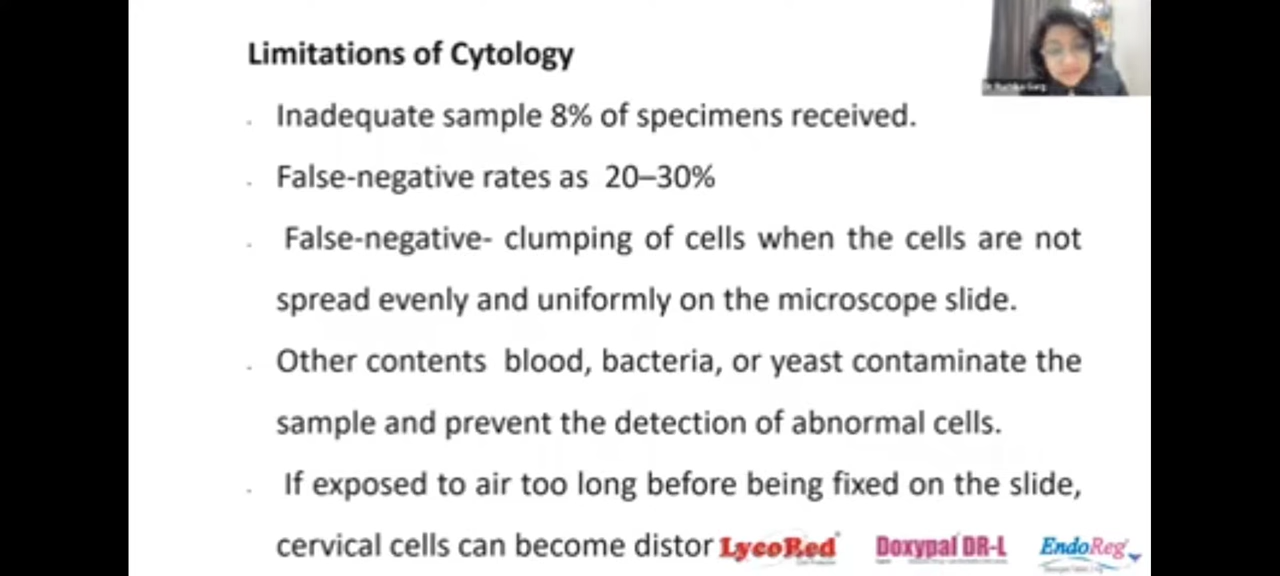 Limitations of Cytology
Inadequate sample 8% of specimens received.
False-negative rates as 20–30%
False-negative- clumping of cells when the cells are not
spread evenly and uniformly on the microscope slide.
Other contents blood, bacteria, or yeast contaminate the
sample and prevent the detection of abnormal cells.
If exposed to air too long before being fixed on the slide,
cervical cells can become distor LycoRed Doxypal DR-L EndoReg